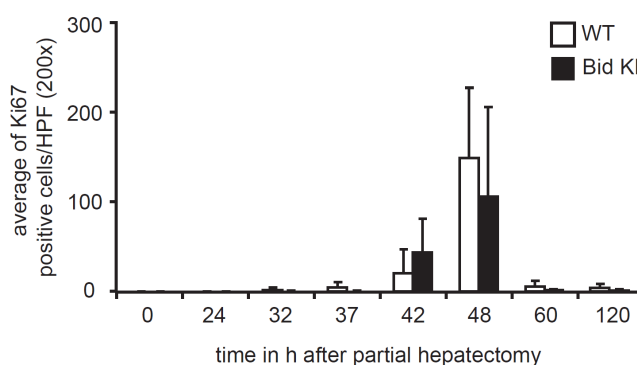 300
200
100
0
average of Ki67
positive cells/HPF (200x)
WT
Bid K
0 24 32 37 42 48 60 120
time in h after partial hepatectomy